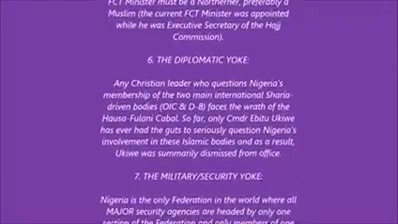 FCT Minister must be a Northerner, preferably a
Muslim (the current FCT Minister was appointed
while he was Executive Secretary of the Hajj
Commission).
6. THE DIPLOMATIC YOKE:
Any Christian leader who questions Nigeria's
membership of the two main international Sharia-
driven bodies (OIC & D-8) faces the wrath of the
Hausa-Fulani Cabal. So far, only Cmdr Ebitu Ukiwe
has ever had the guts to seriously question Nigeria's
involvement in these Islamic bodies and as a result,
Ukiwe was summarily dismissed from office.
7. THE MILITARY/SECURITY YOKE:
Nigeria is the only Federation in the world where all
MAJOR security agencies are headed by only one
section of the Federation and only members of one